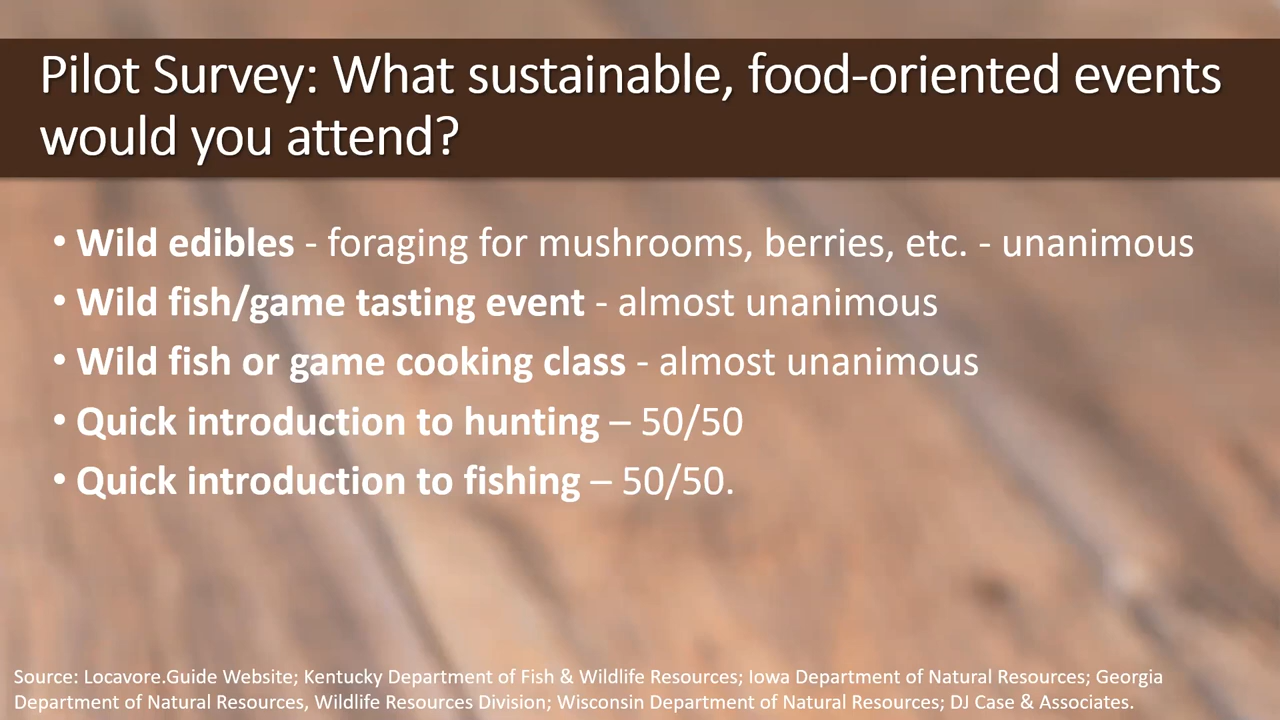 Pilot Survey: What sustainable, food-oriented events
would you attend?
• Wild edibles - foraging for mushrooms, berries, etc. - unanimous
• Wild fish/game tasting event - almost unanimous
• Wild fish or game cooking class - almost unanimous
• Quick introduction to hunting – 50/50
• Quick introduction to fishing – 50/50.
Source: Locavore.Guide Website; Kentucky Department of Fish & Wildlife Resources; Iowa Department of Natural Resources; Georgia
Department of Natural Resources, Wildlife Resources Division; Wisconsin Department of Natural Resources; DJ Case & Associates.